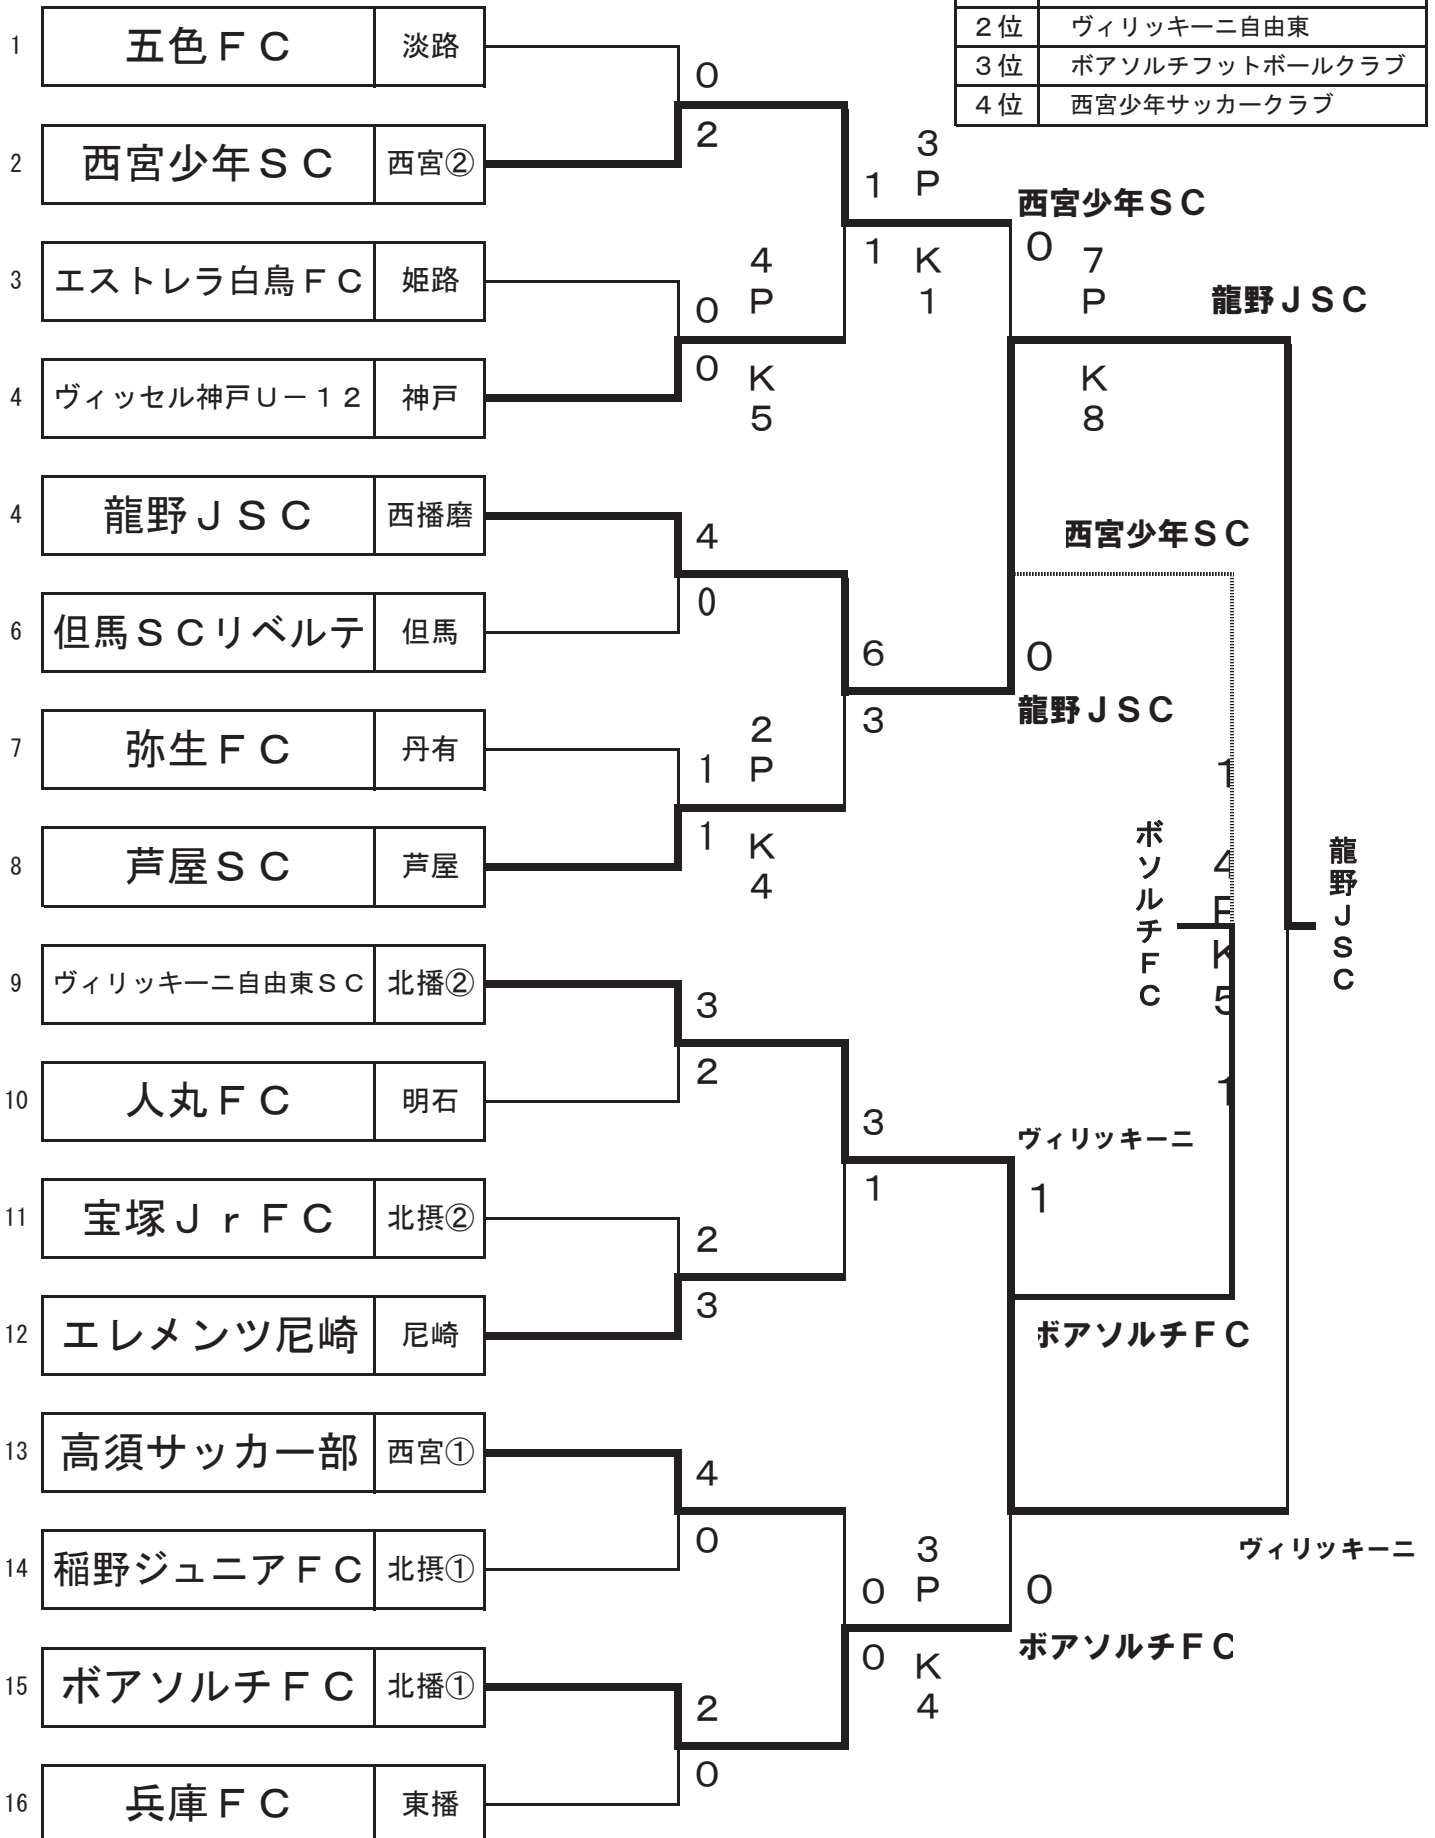 2位 ヴィリッキーニ自由東
3位 ボアソルチフットボールクラブ
4位 西宮少年サッカークラブ
1 五色ＦＣ 淡路
0
2
2 西宮少年ＳＣ 西宮②
3
P
1
1
K
1
西宮少年ＳＣ
0
7
P
K
8
龍野ＪＳＣ
3 エストレラ白鳥ＦＣ 姫路
0
0
4
P
K
5
4 ヴィッセル神戸Ｕ－１２ 神戸
4 龍野ＪＳＣ 西播磨
4
0
西宮少年ＳＣ
6 但馬ＳＣリベルテ 但馬
6
3
0
龍野ＪＳＣ
7 弥生ＦＣ 丹有
1
1
2
P
K
4
8 芦屋ＳＣ 芦屋
1
4
P
K
5
1
ボソルチＦＣ
龍野ＪＳＣ
9 ヴィリッキーニ自由東ＳＣ 北播②
3
2
10 人丸ＦＣ 明石
3
1
ヴィリッキーニ
1
11 宝塚ＪｒＦＣ 北摂②
2
3
12 エレメンツ尼崎 尼崎
ボアソルチＦＣ
13 高須サッカー部 西宮①
4
0
14 稲野ジュニアＦＣ 北摂①
ヴィリッキーニ
0
0
3
P
K
4
0
ボアソルチＦＣ
15 ボアソルチＦＣ 北播①
2
0
16 兵庫ＦＣ 東播